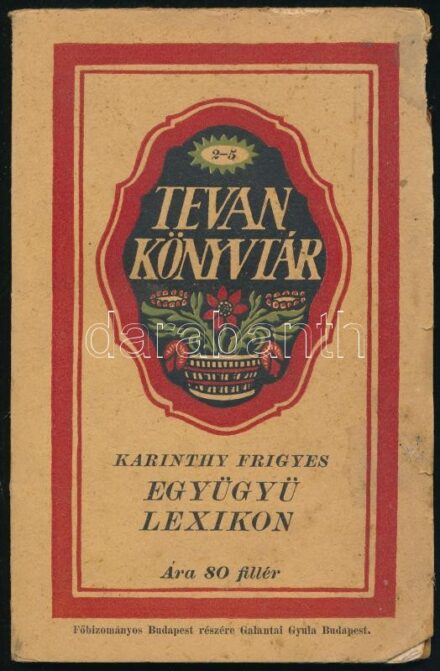 2-5
TEVAN
KÖNYVTÁR
darabanth
KARINTHY FRIGYES
EGYÜGYÜ
LEXIKON
Ára 80 fillér
Főbizományos Budapest részére Galantai Gyula Budapest.